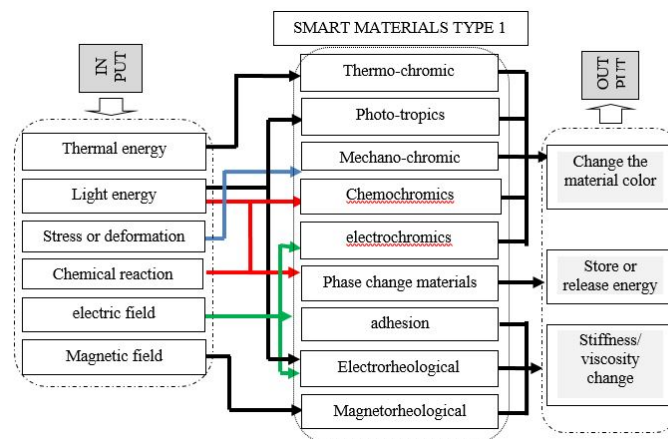 SMART MATERIALS TYPE 1
IN
PUT
Thermal energy
Light energy
Stress or deformation
Chemical reaction
electric field
Magnetic field
Thermo-chromic
Photo-tropics
Mechano-chromic
Chemochromics
electrochromics
Phase change materials
adhesion
Electrorheological
Magnetorheological
OUT
PUT
Change the
material color
Store or
release energy
Stiffness/
viscosity
change